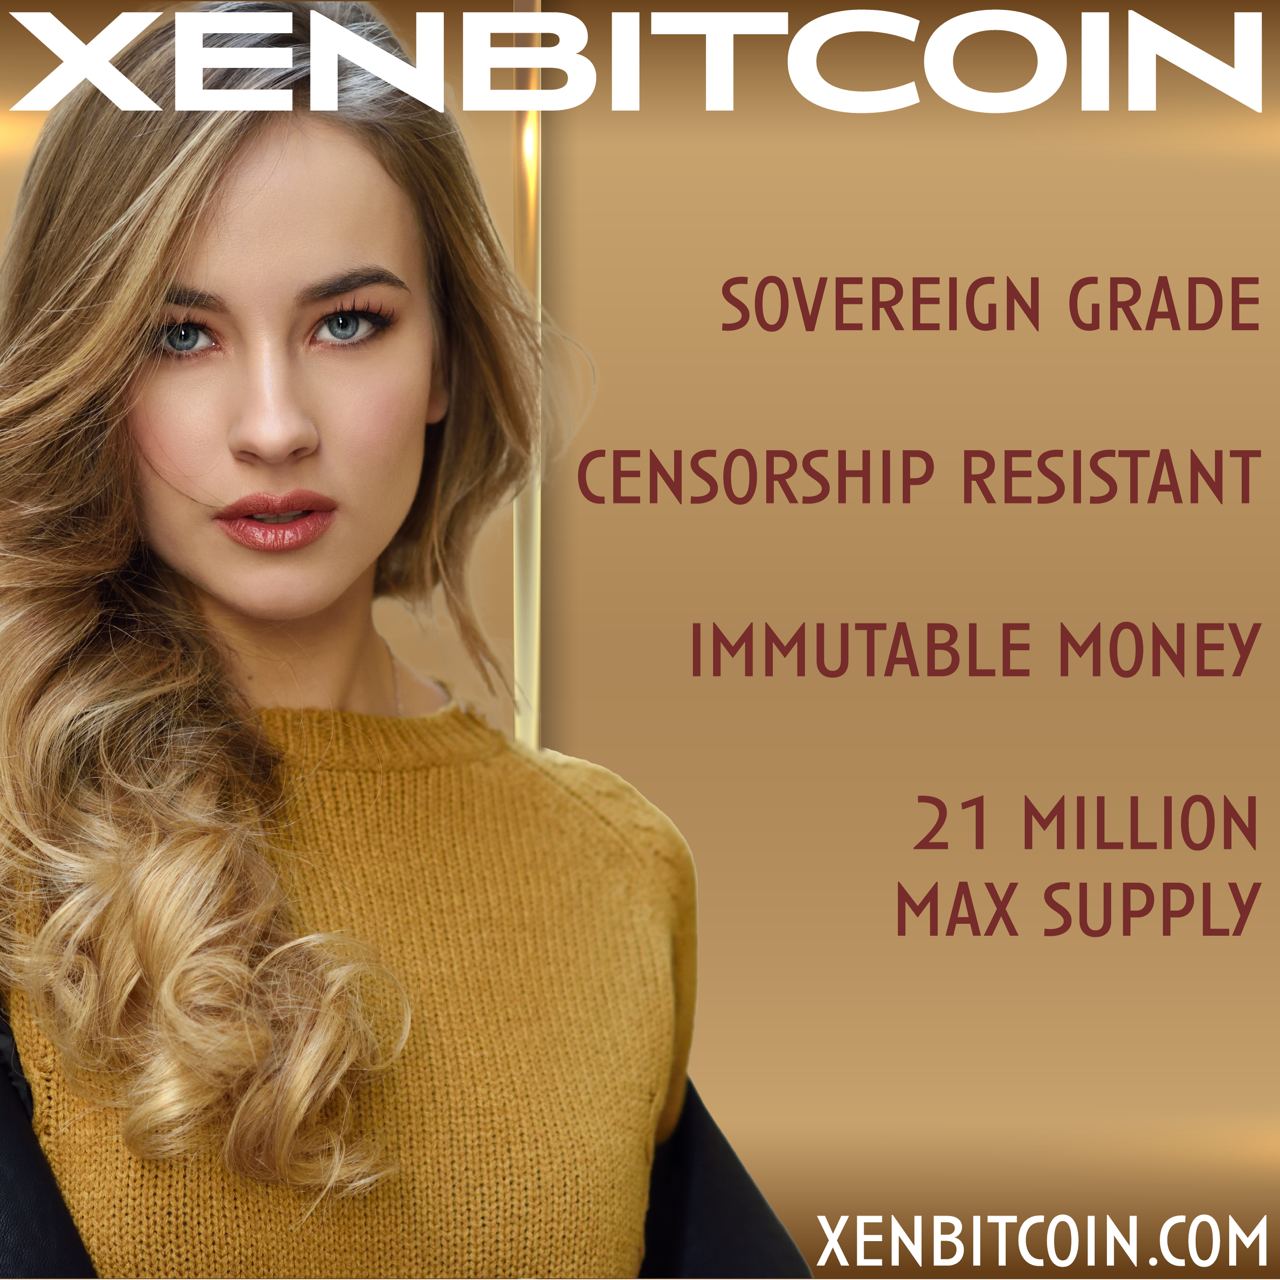 XENBITCOIN
SOVEREIGN GRADE
CENSORSHIP RESISTANT
IMMUTABLE MONEY
21 MILLION
MAX SUPPLY
XENBITCOIN.COM